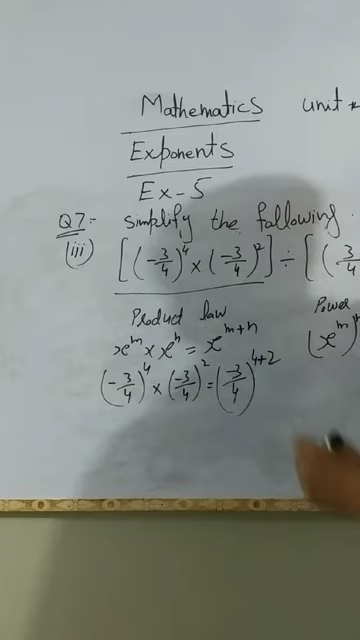 Mathematics unit
Exponents
Ex-5
Q7:- Simplify the following.
(iii) [(-3/4)^4 × (-3/4)^2] ÷ [(3/4
Product law Power
x^m × x^n = x^{m+n} (x^m)^n
(-3/4)^4 × (-3/4)^2 = (-3/4)^{4+2}